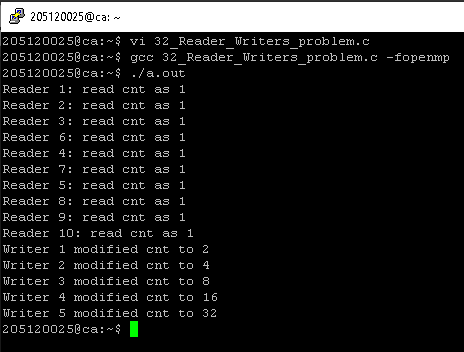 205120025@ca: ~
205120025@ca:~$ vi 32_Reader_Writers_problem.c
205120025@ca:~$ gcc 32_Reader_Writers_problem.c -fopenmp
205120025@ca:~$ ./a.out
Reader 1: read cnt as 1
Reader 2: read cnt as 1
Reader 3: read cnt as 1
Reader 6: read cnt as 1
Reader 4: read cnt as 1
Reader 7: read cnt as 1
Reader 5: read cnt as 1
Reader 8: read cnt as 1
Reader 9: read cnt as 1
Reader 10: read cnt as 1
Writer 1 modified cnt to 2
Writer 2 modified cnt to 4
Writer 3 modified cnt to 8
Writer 4 modified cnt to 16
Writer 5 modified cnt to 32
205120025@ca:~$